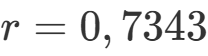 r = 0,7343